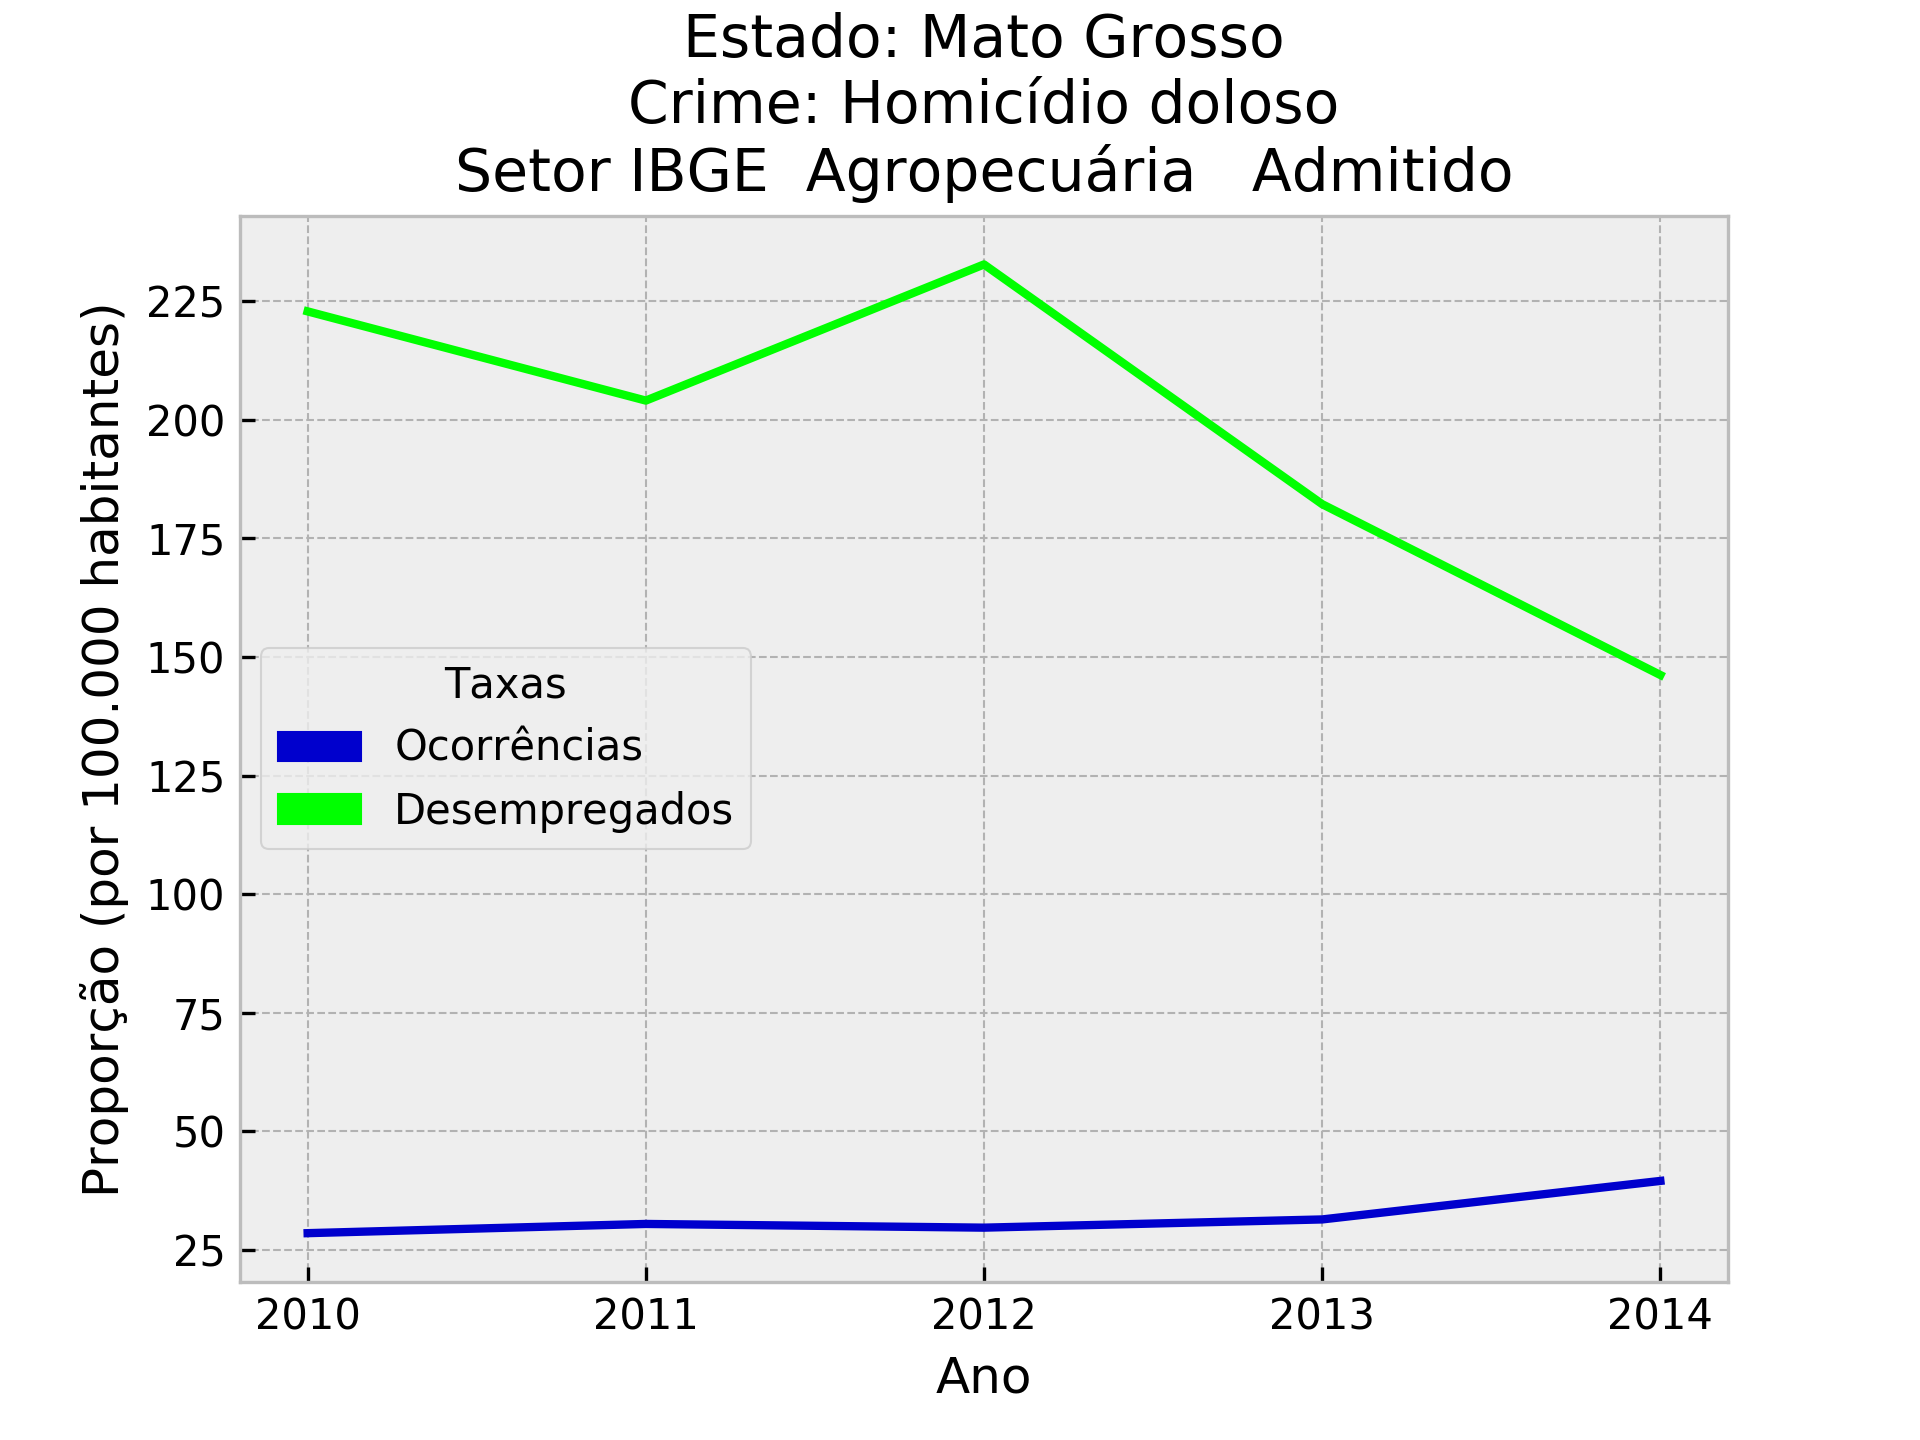 Estado: Mato Grosso
Crime: Homicídio doloso
Setor IBGE  Agropecuária   Admitido
Proporção (por 100.000 habitantes)
225
200
175
150
125
100
75
50
25
Taxas
Ocorrências
Desempregados
2010 2011 2012 2013 2014
Ano